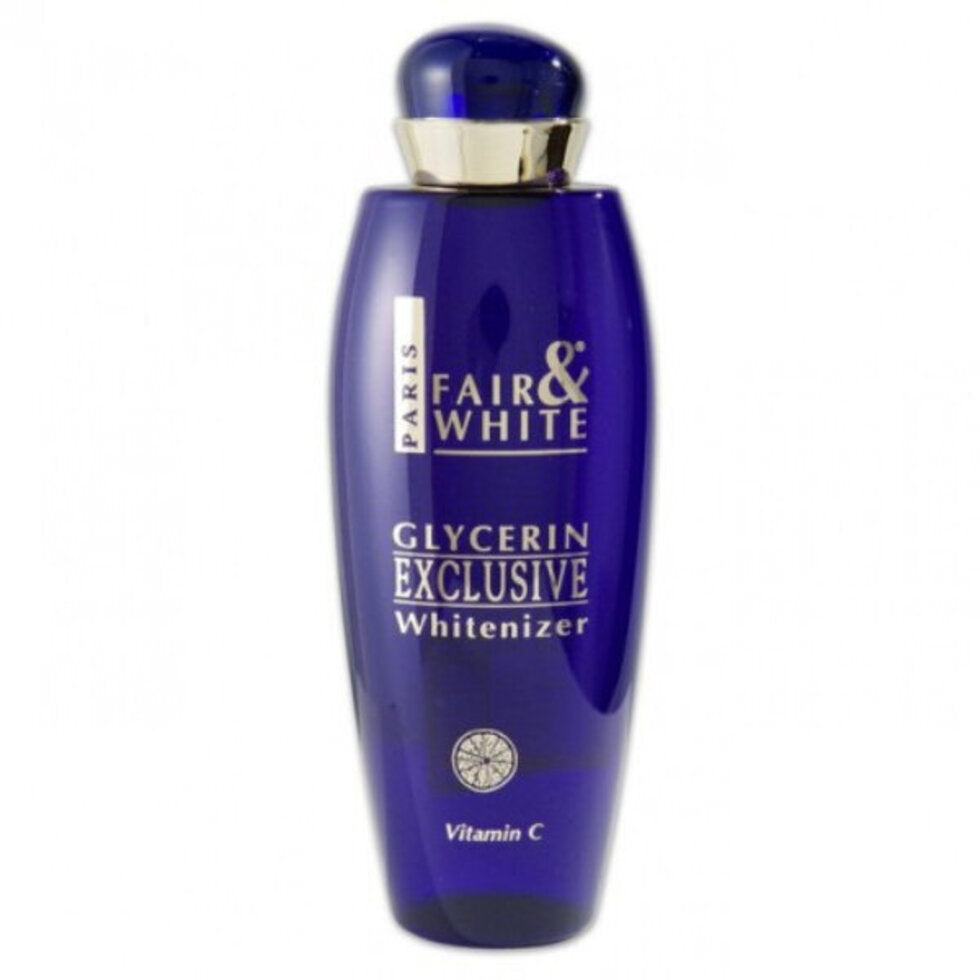 PARIS
FAIR &®
WHITE
GLYCERIN
EXCLUSIVE
Whitenizer
Vitamin C